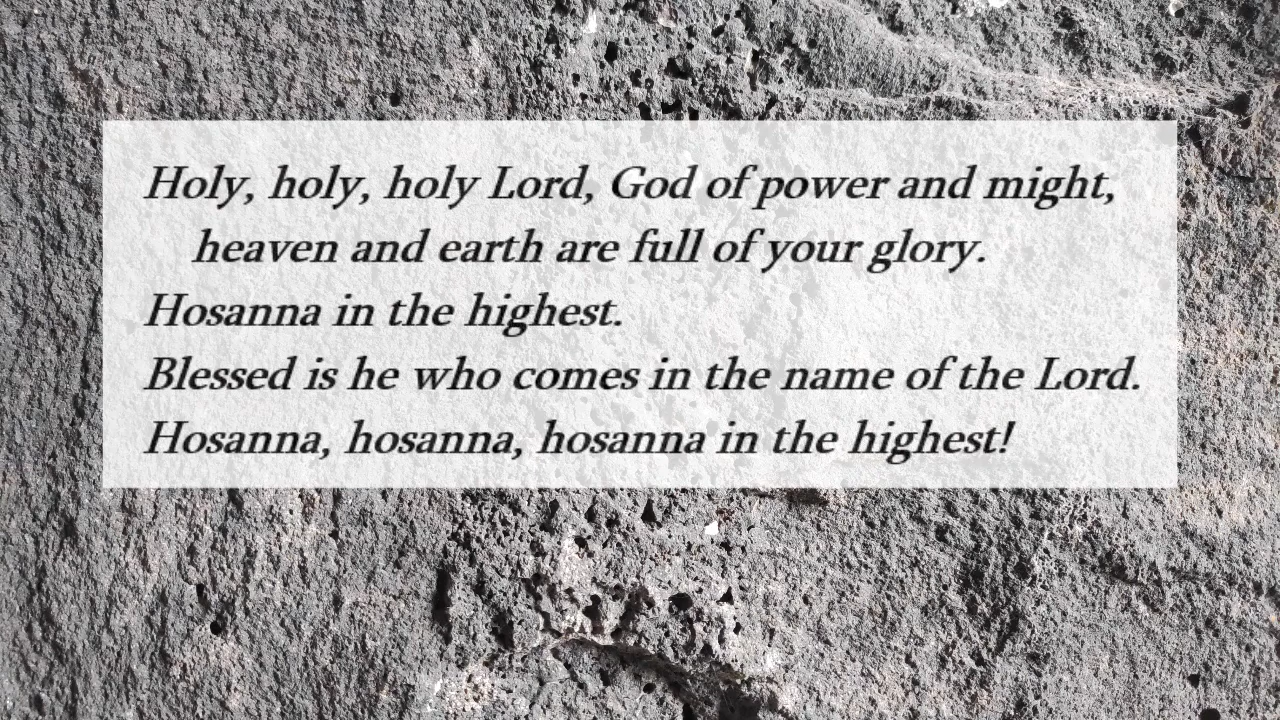 Holy, holy, holy Lord, God of power and might,
heaven and earth are full of your glory.
Hosanna in the highest.
Blessed is he who comes in the name of the Lord.
Hosanna, hosanna, hosanna in the highest!